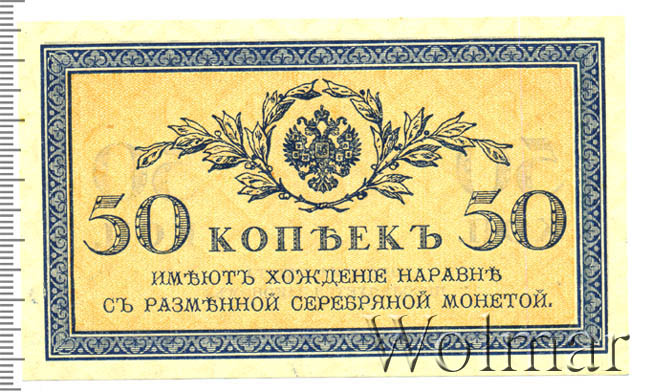 50 КОПѢЕКЪ 50
ИМѢЮТЪ ХОЖДЕНІЕ НАРАВНѢ
СЪ РАЗМѢННОЙ СЕРЕБРЯНОЙ МОНЕТОЙ.
Wolmar